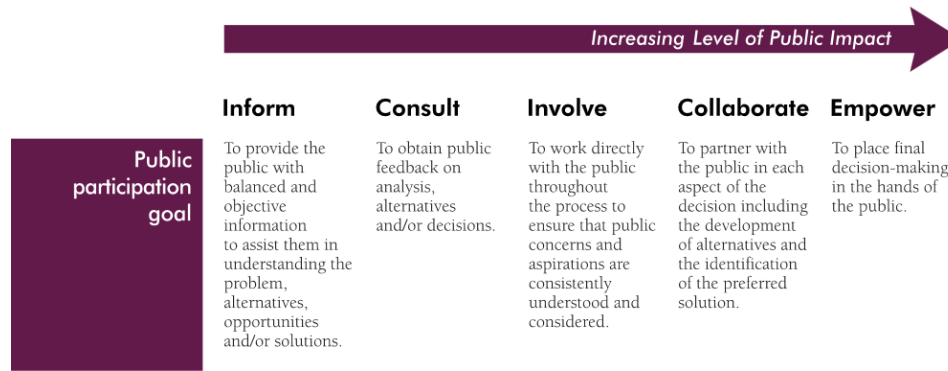 Increasing Level of Public Impact
Inform
Consult
Involve
Collaborate
Empower
Public
participation
goal
To provide the
public with
balanced and
objective
information
to assist them in
understanding the
problem,
alternatives,
opportunities
and/or solutions.
To obtain public
feedback on
analysis,
alternatives
and/or decisions.
To work directly
with the public
throughout
the process to
ensure that public
concerns and
aspirations are
consistently
understood and
considered.
To partner with
the public in each
aspect of the
decision including
the development
of alternatives and
the identification
of the preferred
solution.
To place final
decision-making
in the hands of
the public.